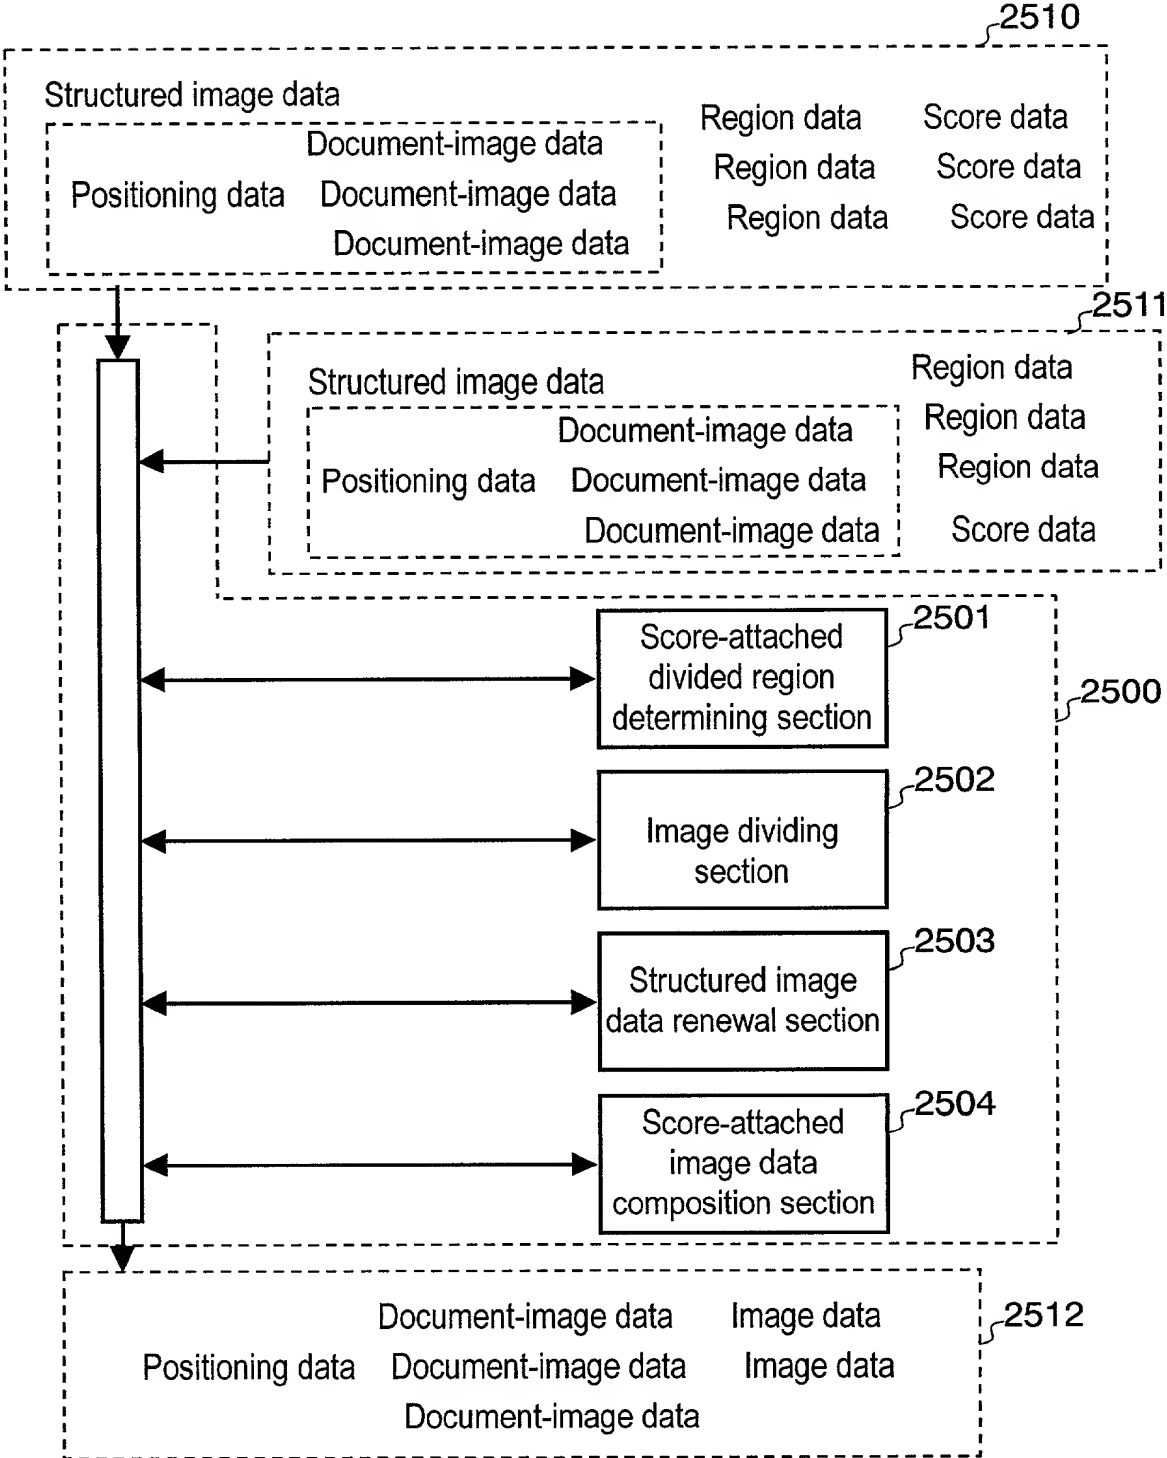 2510
Structured image data
Document-image data
Positioning data Document-image data
Document-image data
Region data Score data
Region data Score data
Region data Score data
2511
Structured image data
Document-image data
Positioning data Document-image data
Document-image data
Region data
Region data
Region data
Score data
2500
2501
Score-attached
divided region
determining section
2502
Image dividing
section
2503
Structured image
data renewal section
2504
Score-attached
image data
composition section
2512
Document-image data Image data
Positioning data Document-image data Image data
Document-image data